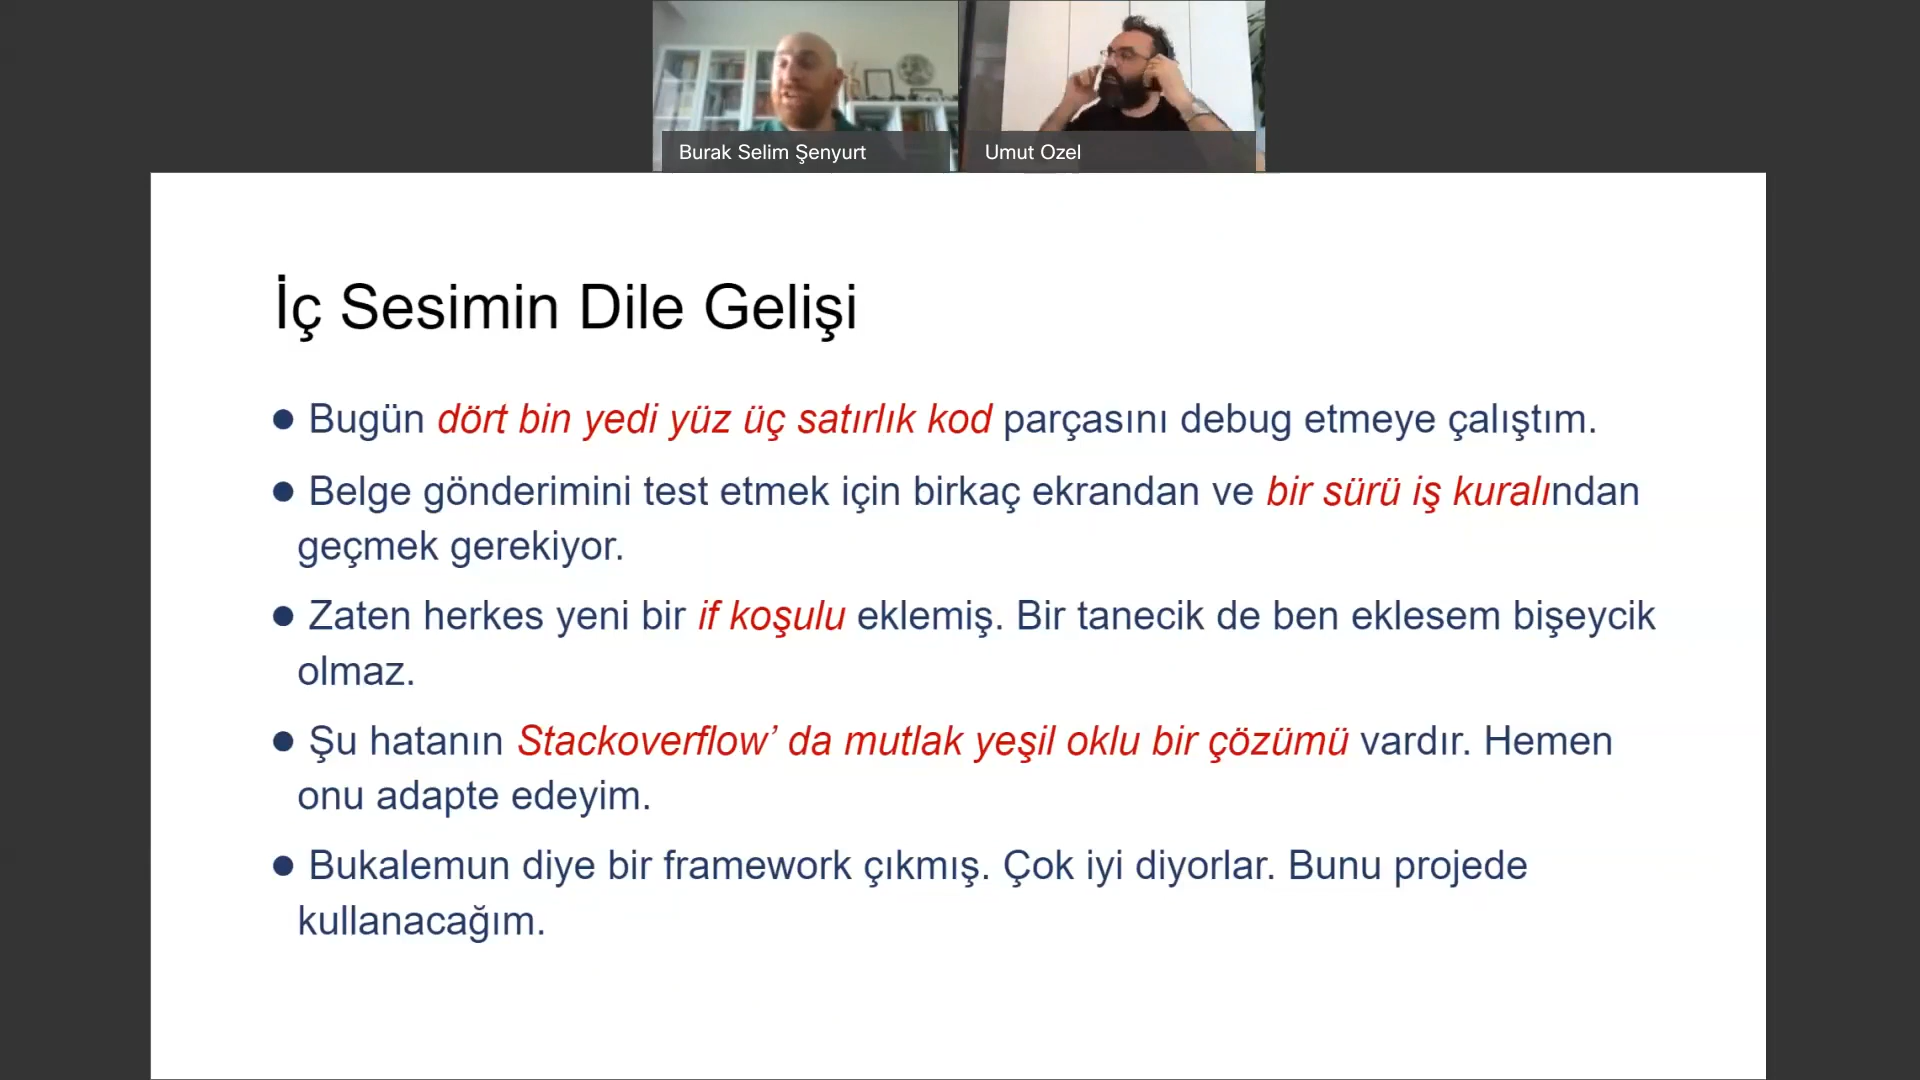 Burak Selim Şenyurt
Umut Ozel
İç Sesimin Dile Gelişi
● Bugün dört bin yedi yüz üç satırlık kod parçasını debug etmeye çalıştım.
● Belge gönderimini test etmek için birkaç ekrandan ve bir sürü iş kuralından
geçmek gerekiyor.
● Zaten herkes yeni bir if koşulu eklemiş. Bir tanecik de ben eklesem bişeycik
olmaz.
● Şu hatanın Stackoverflow’ da mutlak yeşil oklu bir çözümü vardır. Hemen
onu adapte edeyim.
● Bukalemun diye bir framework çıkmış. Çok iyi diyorlar. Bunu projede
kullanacağım.